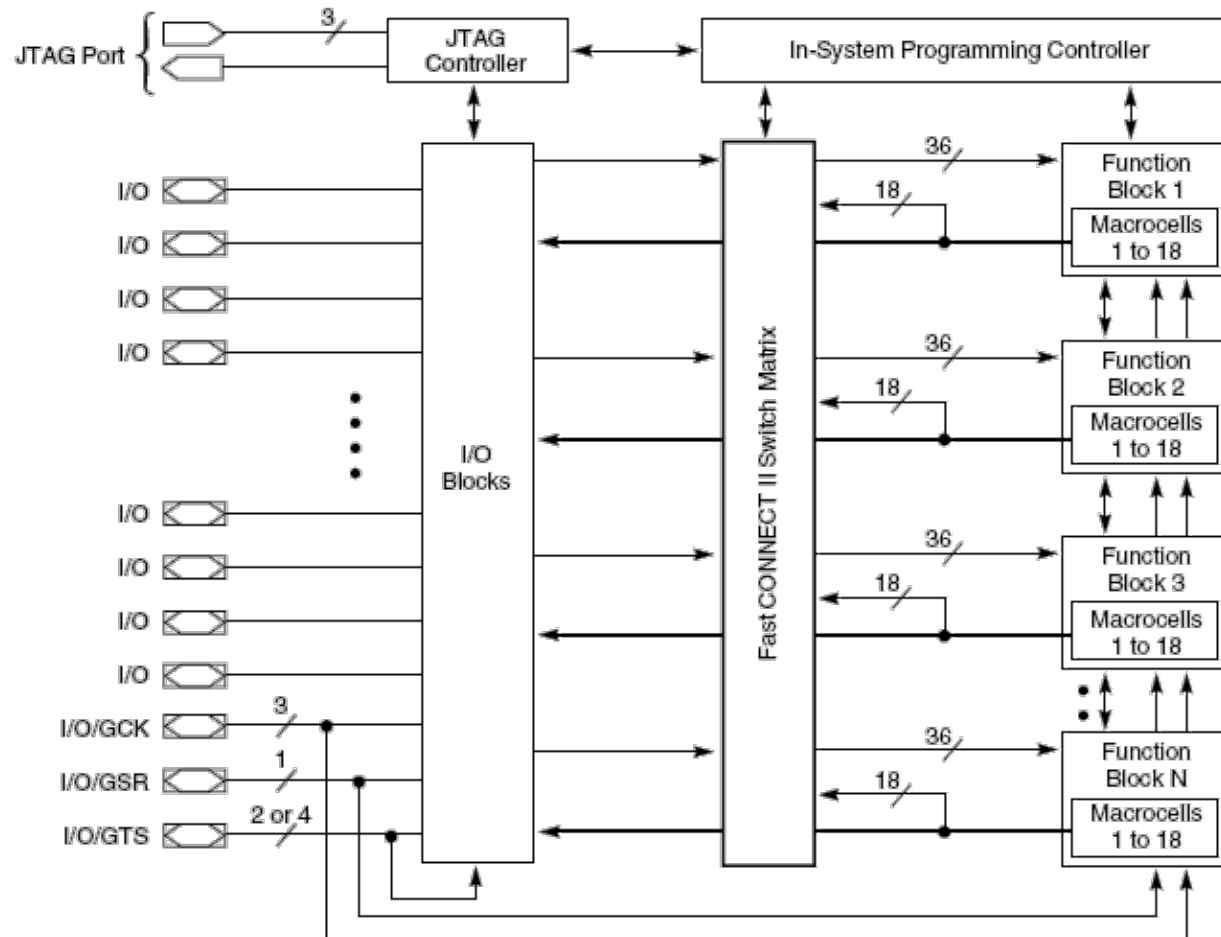 3
JTAG Port
JTAG
Controller
In-System Programming Controller
I/O
I/O
I/O
I/O
I/O
I/O
I/O
I/O
3
I/O/GCK
1
I/O/GSR
2 or 4
I/O/GTS
I/O
Blocks
Fast CONNECT II Switch Matrix
36
18
Function
Block 1
Macrocells
1 to 18
36
18
Function
Block 2
Macrocells
1 to 18
36
18
Function
Block 3
Macrocells
1 to 18
36
18
Function
Block N
Macrocells
1 to 18